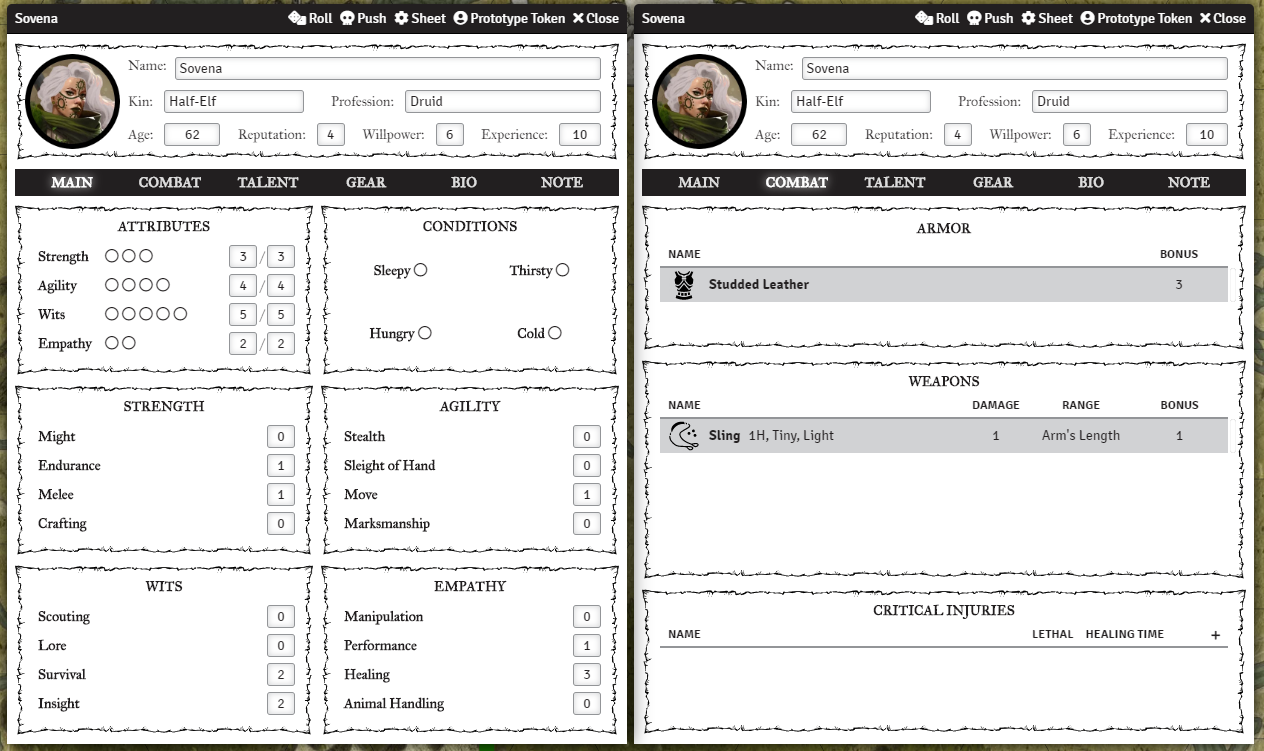 Sovena Roll Push Sheet Prototype Token Close
Name: Sovena
Kin: Half-Elf Profession: Druid
Age: 62 Reputation: 4 Willpower: 6 Experience: 10
MAIN COMBAT TALENT GEAR BIO NOTE
ATTRIBUTES
Strength 3 / 3
Agility 4 / 4
Wits 5 / 5
Empathy 2 / 2
CONDITIONS
Sleepy Thirsty
Hungry Cold
STRENGTH
Might 0
Endurance 1
Melee 1
Crafting 0
AGILITY
Stealth 0
Sleight of Hand 0
Move 1
Marksmanship 0
WITS
Scouting 0
Lore 0
Survival 2
Insight 2
EMPATHY
Manipulation 0
Performance 1
Healing 3
Animal Handling 0
Sovena Roll Push Sheet Prototype Token Close
Name: Sovena
Kin: Half-Elf Profession: Druid
Age: 62 Reputation: 4 Willpower: 6 Experience: 10
MAIN COMBAT TALENT GEAR BIO NOTE
ARMOR
NAME BONUS
Studded Leather 3
WEAPONS
NAME DAMAGE RANGE BONUS
Sling 1H, Tiny, Light 1 Arm's Length 1
CRITICAL INJURIES
NAME LETHAL HEALING TIME +